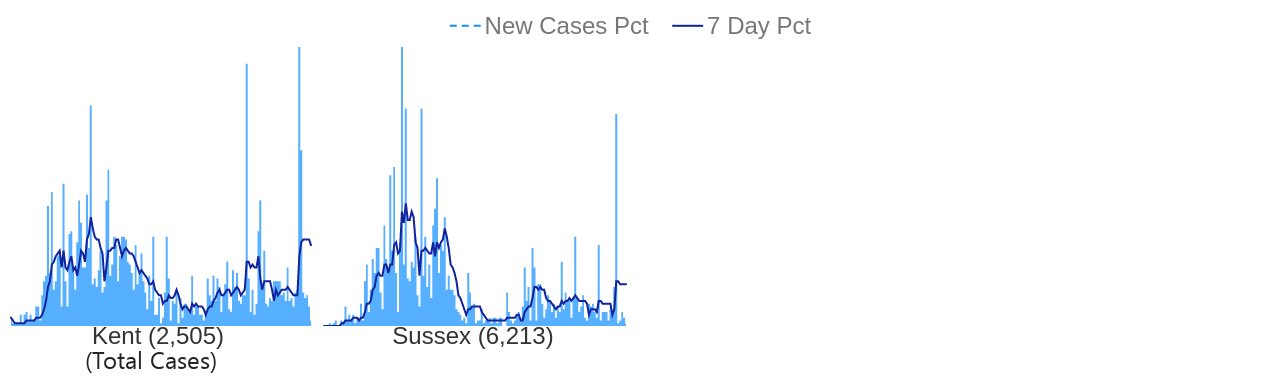 New Cases Pct 7 Day Pct
Kent (2,505) Sussex (6,213)
(Total Cases)